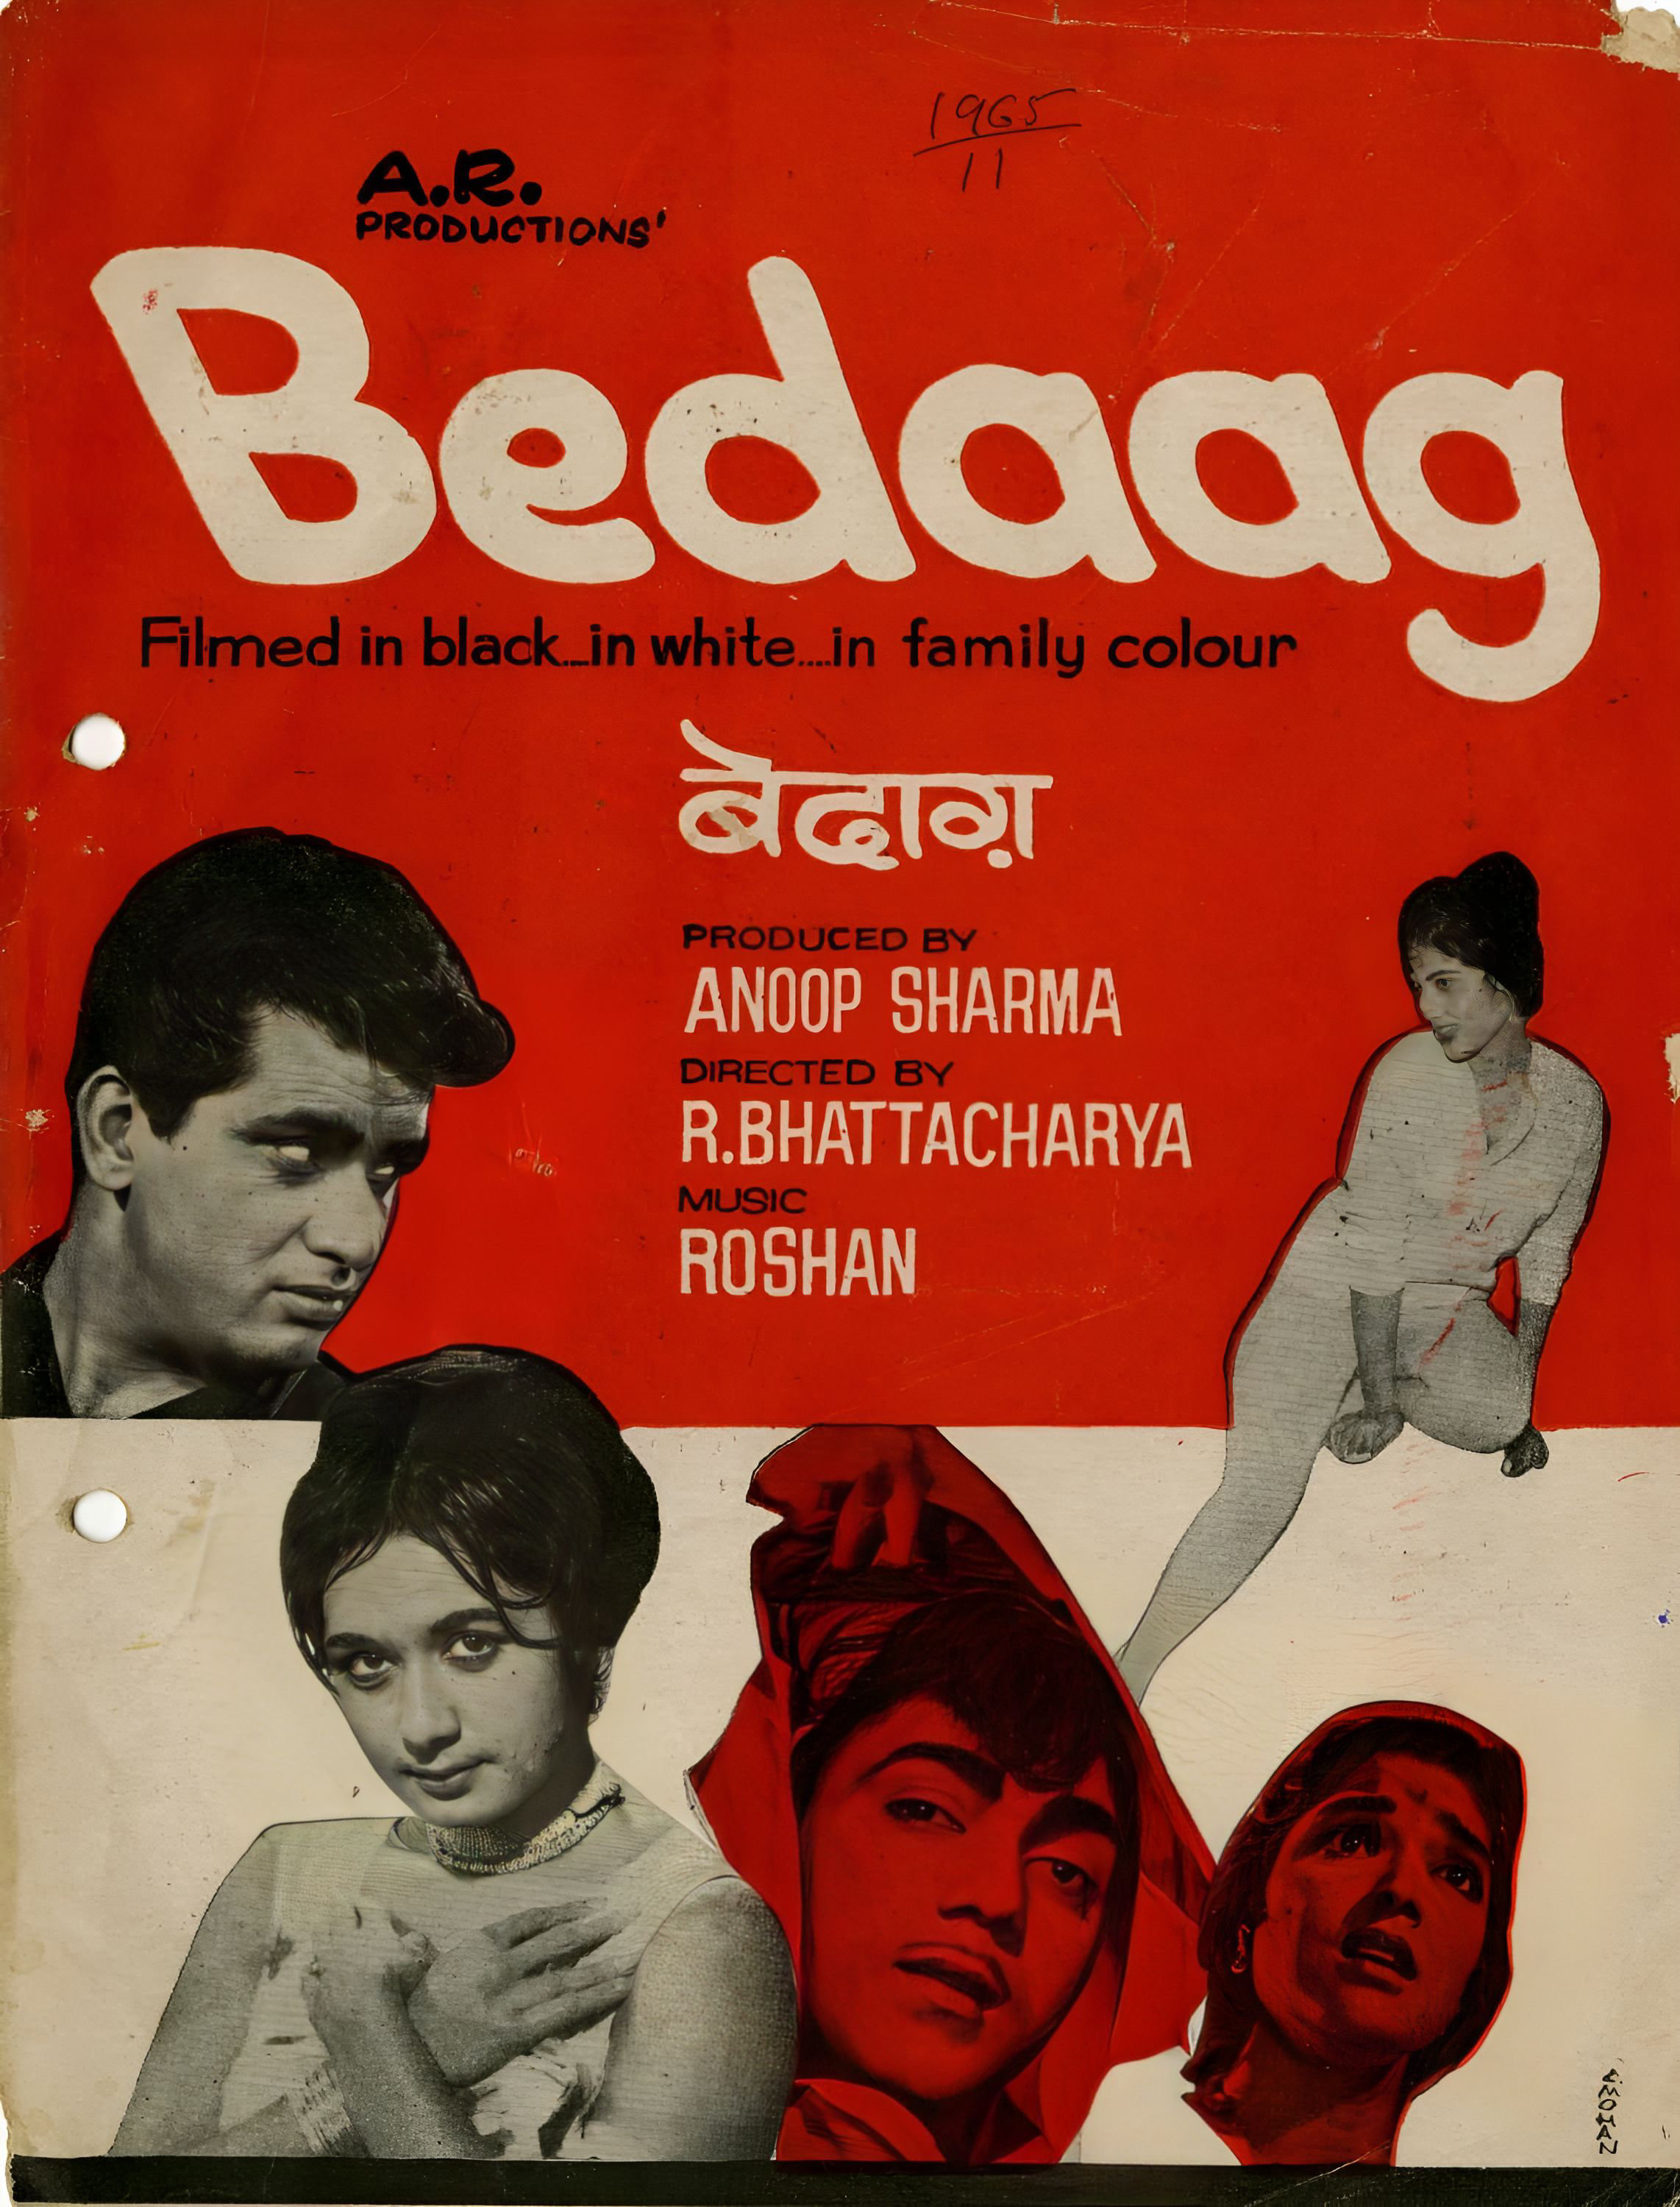 1965
11
A.R.
PRODUCTIONS'
Bedaag
Filmed in black...in white....in family colour
बेदाग़
PRODUCED BY
ANOOP SHARMA
DIRECTED BY
R.BHATTACHARYA
MUSIC
ROSHAN
MOHAN